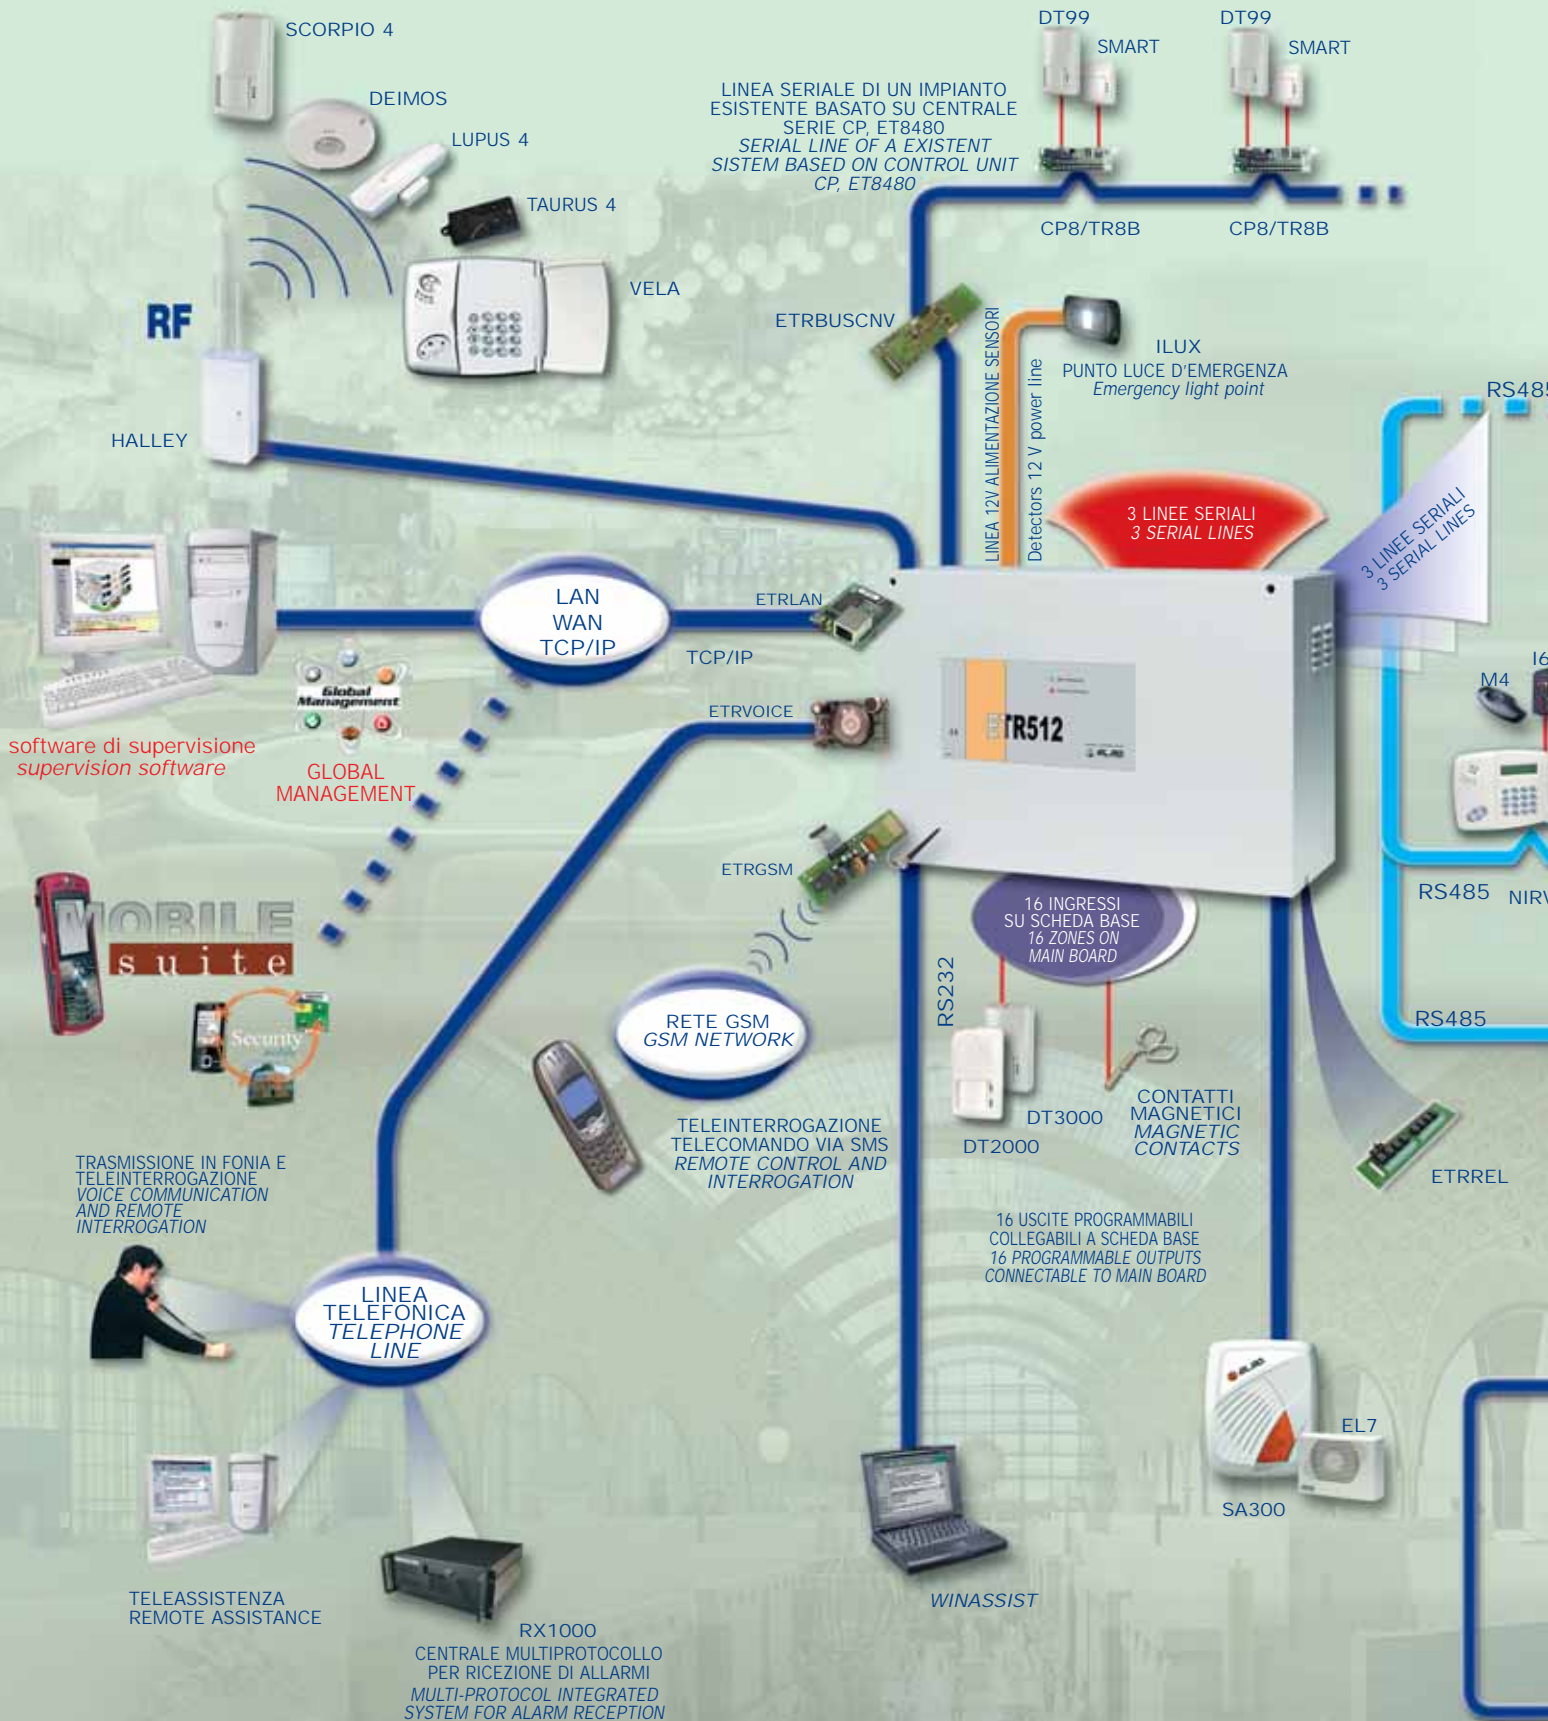 SCORPIO 4
DEIMOS
LUPUS 4
TAURUS 4
VELA
RF
HALLEY
DT99
SMART
DT99
SMART
LINEA SERIALE DI UN IMPIANTO
ESISTENTE BASATO SU CENTRALE
SERIE CP, ET8480
SERIAL LINE OF A EXISTENT
SISTEM BASED ON CONTROL UNIT
CP, ET8480
CP8/TR8B
CP8/TR8B
ETRBUSCNV
LINEA 12V ALIMENTAZIONE SENSORI
Detectors 12 V power line
ILUX
PUNTO LUCE D'EMERGENZA
Emergency light point
RS485
3 LINEE SERIALI
3 SERIAL LINES
3 LINEE SERIALI
3 SERIAL LINES
LAN
WAN
TCP/IP
ETRLAN
TCP/IP
Global
Management
software di supervisione
supervision software
GLOBAL
MANAGEMENT
ETRVOICE
TR512
M4
I6
ETRGSM
MOBILE
suite
Security
16 INGRESSI
SU SCHEDA BASE
16 ZONES ON
MAIN BOARD
RS485
NIRV
RS232
RS485
RETE GSM
GSM NETWORK
TELEINTERROGAZIONE
TELECOMANDO VIA SMS
REMOTE CONTROL AND
INTERROGATION
DT3000
DT2000
CONTATTI
MAGNETICI
MAGNETIC
CONTACTS
ETRREL
TRASMISSIONE IN FONIA E
TELEINTERROGAZIONE
VOICE COMMUNICATION
AND REMOTE
INTERROGATION
16 USCITE PROGRAMMABILI
COLLEGABILI A SCHEDA BASE
16 PROGRAMMABLE OUTPUTS
CONNECTABLE TO MAIN BOARD
LINEA
TELEFONICA
TELEPHONE
LINE
EL7
SA300
TELEASSISTENZA
REMOTE ASSISTANCE
WINASSIST
RX1000
CENTRALE MULTIPROTOCOLLO
PER RICEZIONE DI ALLARMI
MULTI-PROTOCOL INTEGRATED
SYSTEM FOR ALARM RECEPTION